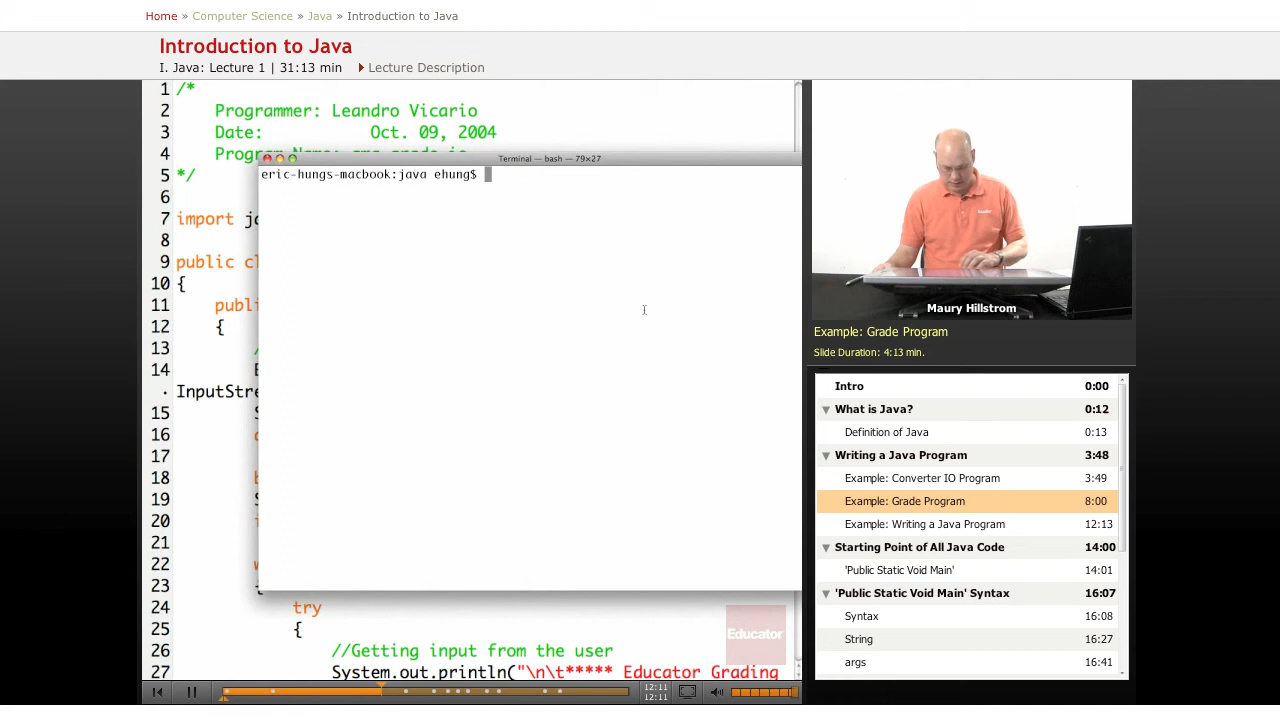 Home » Computer Science » Java » Introduction to Java
Introduction to Java
I. Java: Lecture 1 | 31:13 min Lecture Description
1 /*
2 Programmer: Leandro Vicario
3 Date: Oct. 09, 2004
4
5 */
6
7 import
8
9 public
10 {
11
12 {
13
14
InputStre
15
16
17
18
19
20
21
22
23
24 try
25 {
26 //Getting input from the user
27 System.out.println("\n\t***** Educator Grading
Terminal — bash — 79×27
eric-hungs-macbook:java ehung$
Educator
12:11
12:11
Maury Hillstrom
Example: Grade Program
Slide Duration: 4:13 min.
Intro 0:00
What is Java? 0:12
Definition of Java 0:13
Writing a Java Program 3:48
Example: Converter IO Program 3:49
Example: Grade Program 8:00
Example: Writing a Java Program 12:13
Starting Point of All Java Code 14:00
'Public Static Void Main' 14:01
'Public Static Void Main' Syntax 16:07
Syntax 16:08
String 16:27
args 16:41